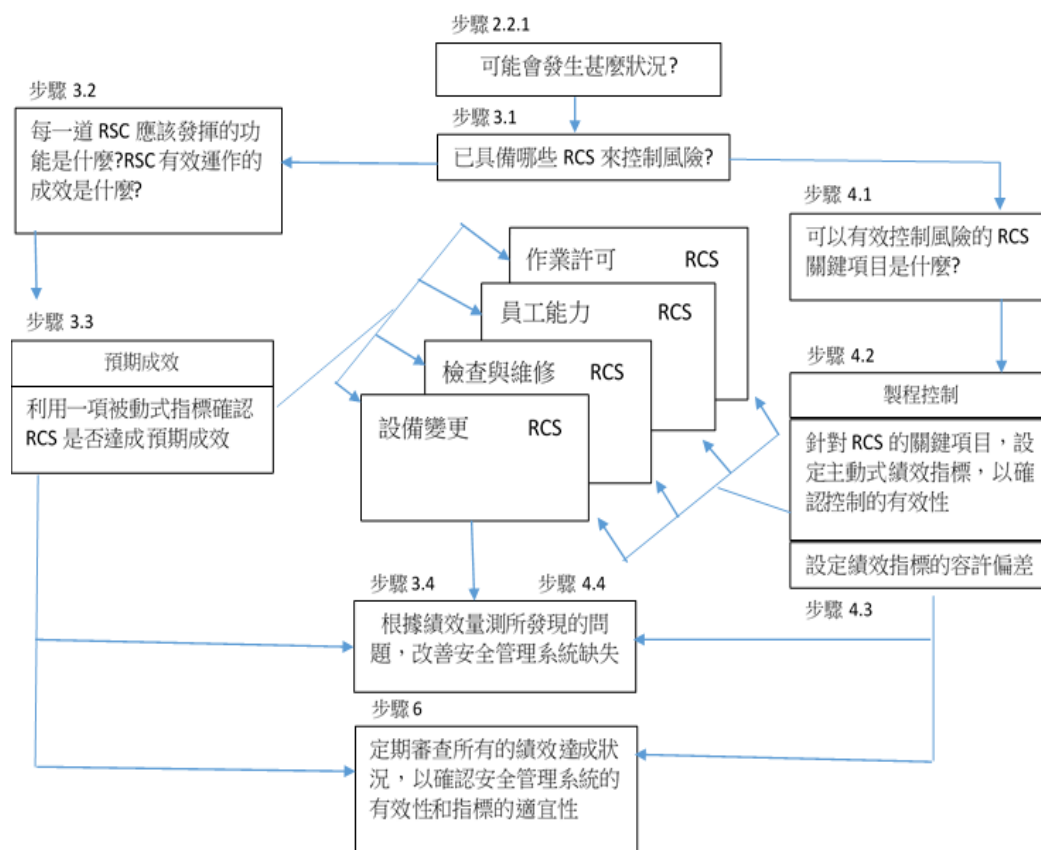 步驟 2.2.1
可能會發生甚麼狀況?
步驟 3.1
已具備哪些 RCS 來控制風險?
步驟 3.2
每一道 RSC 應該發揮的功
能是什麼?RSC 有效運作的
成效是什麼?
步驟 3.3
預期成效
利用一項被動式指標確認
RCS 是否達成預期成效
作業許可 RCS
員工能力 RCS
檢查與維修 RCS
設備變更 RCS
步驟 4.1
可以有效控制風險的 RCS
關鍵項目是什麼?
步驟 4.2
製程控制
針對 RCS 的關鍵項目，設
定主動式績效指標，以確
認控制的有效性
設定績效指標的容許偏差
步驟 4.3
步驟 3.4 步驟 4.4
根據績效量測所發現的問
題，改善安全管理系統缺失
步驟 6
定期審查所有的績效達成狀
況，以確認安全管理系統的
有效性和指標的適宜性